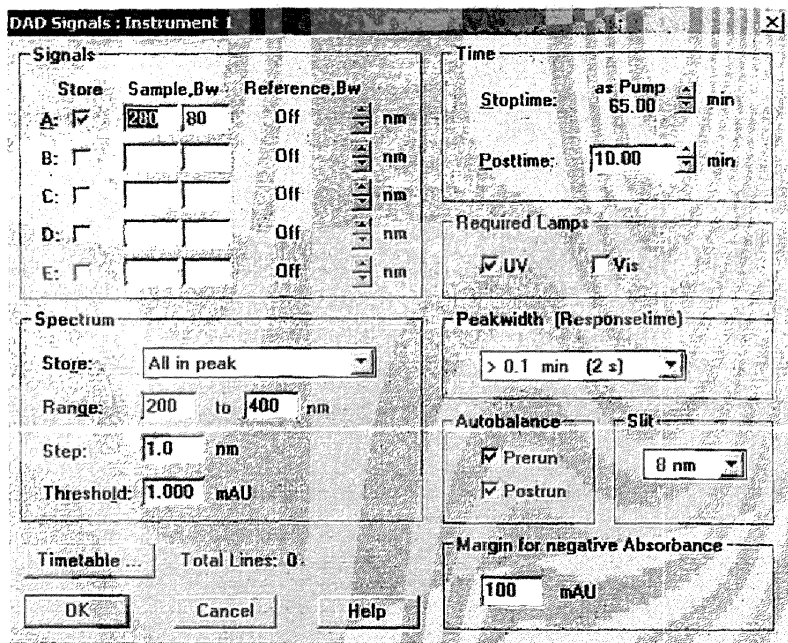 DAD Signals : Instrument 1
Signals
Store Sample,Bw Reference,Bw
A: 280 80 Off nm
B: Off nm
C: Off nm
D: Off nm
E: Off nm
Time
Stoptime: as Pump 65.00 min
Posttime: 10.00 min
Required Lamps
UV Vis
Spectrum
Store: All in peak
Range: 200 to 400 nm
Step: 1.0 nm
Threshold: 1.000 mAU
Peakwidth (Responsetime)
> 0.1 min (2 s)
Autobalance
Prerun
Postrun
Slit
8 nm
Margin for negative Absorbance
100 mAU
Timetable ... Total Lines: 0
OK Cancel Help